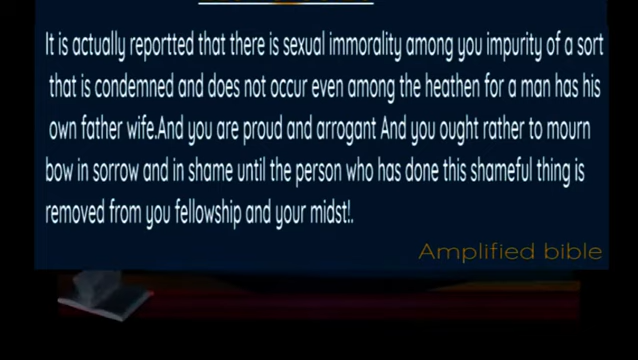 It is actually reportted that there is sexual immorality among you impurity of a sort
that is condemned and does not occur even among the heathen for a man has his
own father wife.And you are proud and arrogant And you ought rather to mourn
bow in sorrow and in shame until the person who has done this shameful thing is
removed from you fellowship and your midst!.
Amplified bible